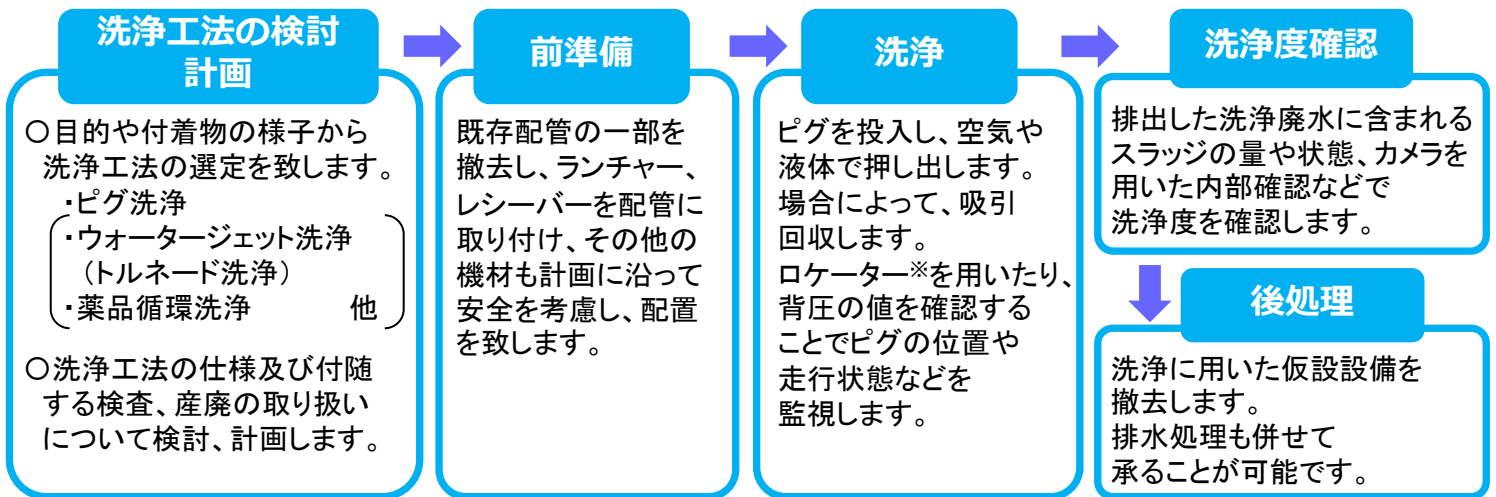 洗浄工法の検討
計画
〇目的や付着物の様子から
洗浄工法の選定を致します。
・ピグ洗浄
・ウォータージェット洗浄
（トルネード洗浄）
・薬品循環洗浄　　　他
〇洗浄工法の仕様及び付随
する検査、産廃の取り扱い
について検討、計画します。
前準備
既存配管の一部を
撤去し、ランチャー、
レシーバーを配管に
取り付け、その他の
機材も計画に沿って
安全を考慮し、配置
を致します。
洗浄
ピグを投入し、空気や
液体で押し出します。
場合によって、吸引
回収します。
ロケーター※を用いたり、
背圧の値を確認する
ことでピグの位置や
走行状態などを
監視します。
洗浄度確認
排出した洗浄廃水に含まれる
スラッジの量や状態、カメラを
用いた内部確認などで
洗浄度を確認します。
後処理
洗浄に用いた仮設設備を
撤去します。
排水処理も併せて
承ることが可能です。